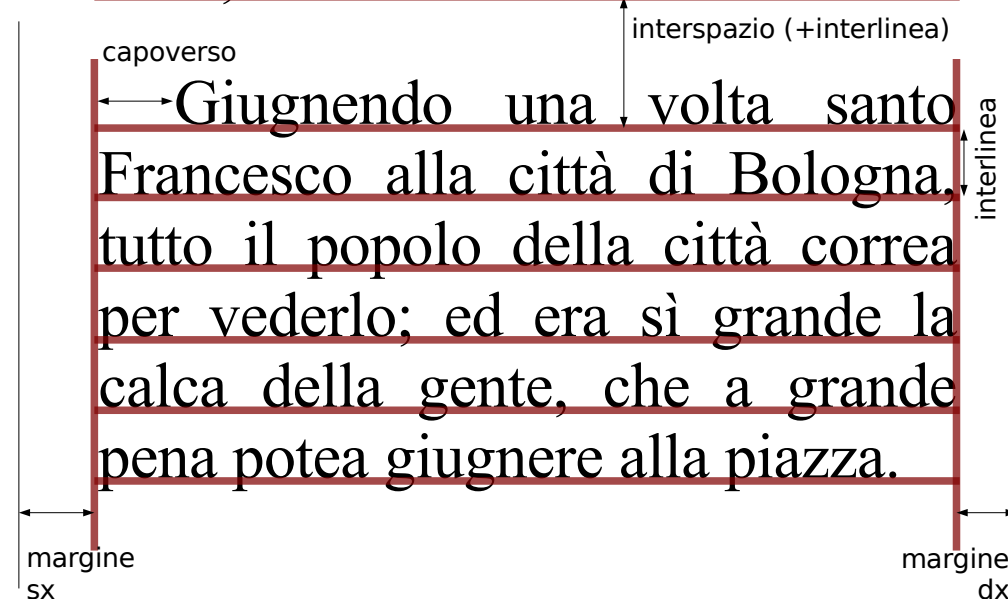 interspazio (+interlinea)
capoverso
Giugnendo una volta santo
Francesco alla città di Bologna,
tutto il popolo della città correa
per vederlo; ed era sì grande la
calca della gente, che a grande
pena potea giugnere alla piazza.
interlinea
margine
sx
margine
dx